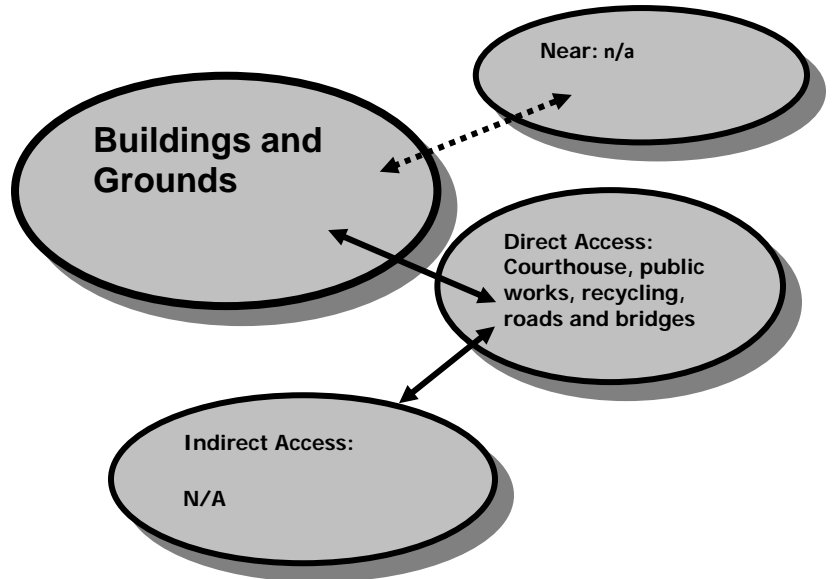 Near: n/a
Buildings and
Grounds
Direct Access:
Courthouse, public
works, recycling,
roads and bridges
Indirect Access:
N/A